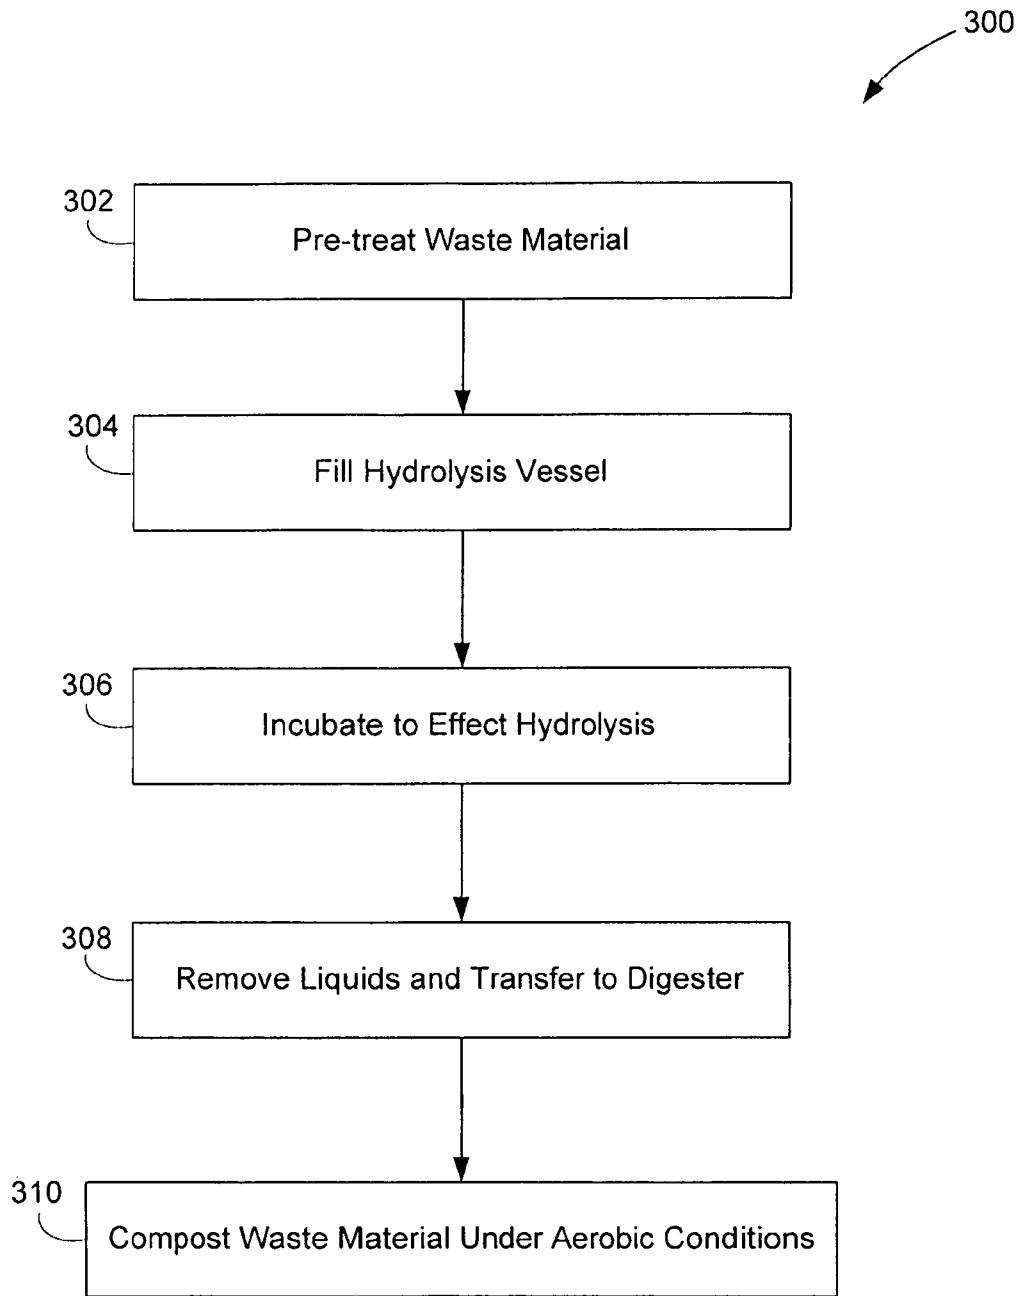 300
302
Pre-treat Waste Material
304
Fill Hydrolysis Vessel
306
Incubate to Effect Hydrolysis
308
Remove Liquids and Transfer to Digester
310
Compost Waste Material Under Aerobic Conditions